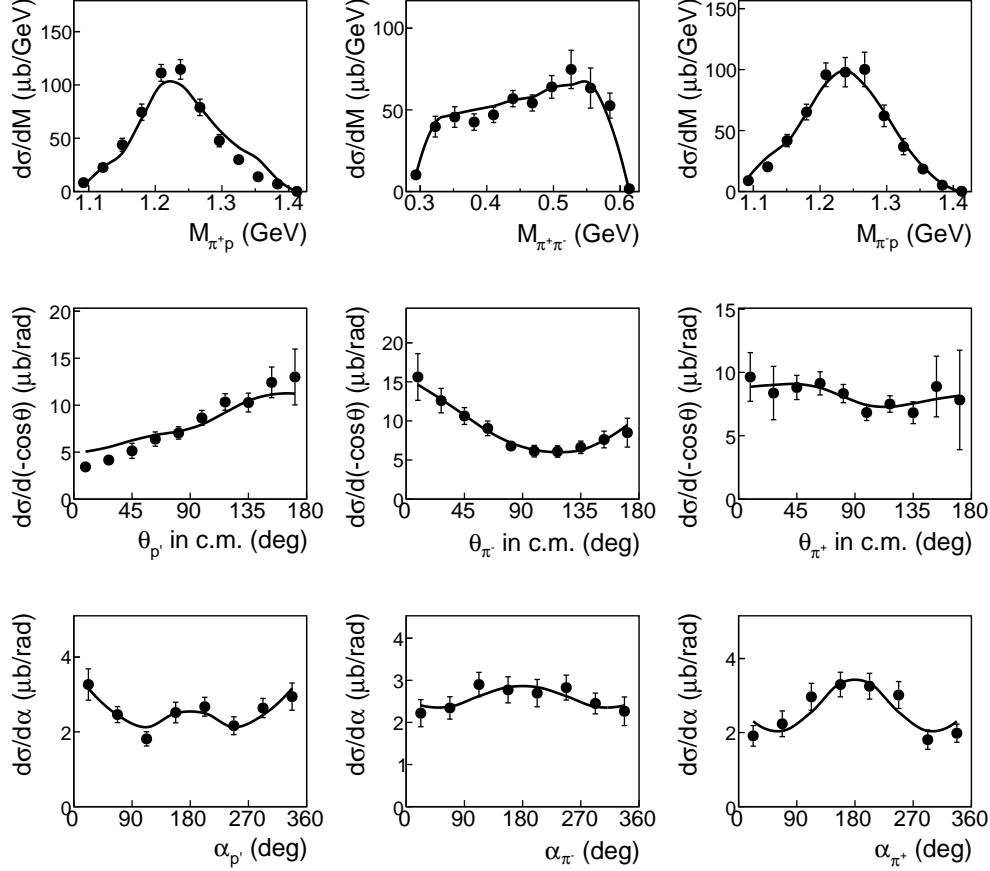 dσ/dM (μb/GeV)
150
100
50
0
1.1 1.2 1.3 1.4
M_{π⁺p} (GeV)
dσ/dM (μb/GeV)
100
50
0
0.3 0.4 0.5 0.6
M_{π⁺π⁻} (GeV)
dσ/dM (μb/GeV)
150
100
50
0
1.1 1.2 1.3 1.4
M_{π⁻p} (GeV)
dσ/d(-cosθ) (μb/rad)
20
15
10
5
0
0 45 90 135 180
θ_{p'} in c.m. (deg)
dσ/d(-cosθ) (μb/rad)
20
15
10
5
0
0 45 90 135 180
θ_{π⁻} in c.m. (deg)
dσ/d(-cosθ) (μb/rad)
15
10
5
0
0 45 90 135 180
θ_{π⁺} in c.m. (deg)
dσ/dα (μb/rad)
4
2
0
0 90 180 270 360
α_{p'} (deg)
dσ/dα (μb/rad)
4
3
2
1
0
0 90 180 270 360
α_{π⁻} (deg)
dσ/dα (μb/rad)
4
2
0
0 90 180 270 360
α_{π⁺} (deg)